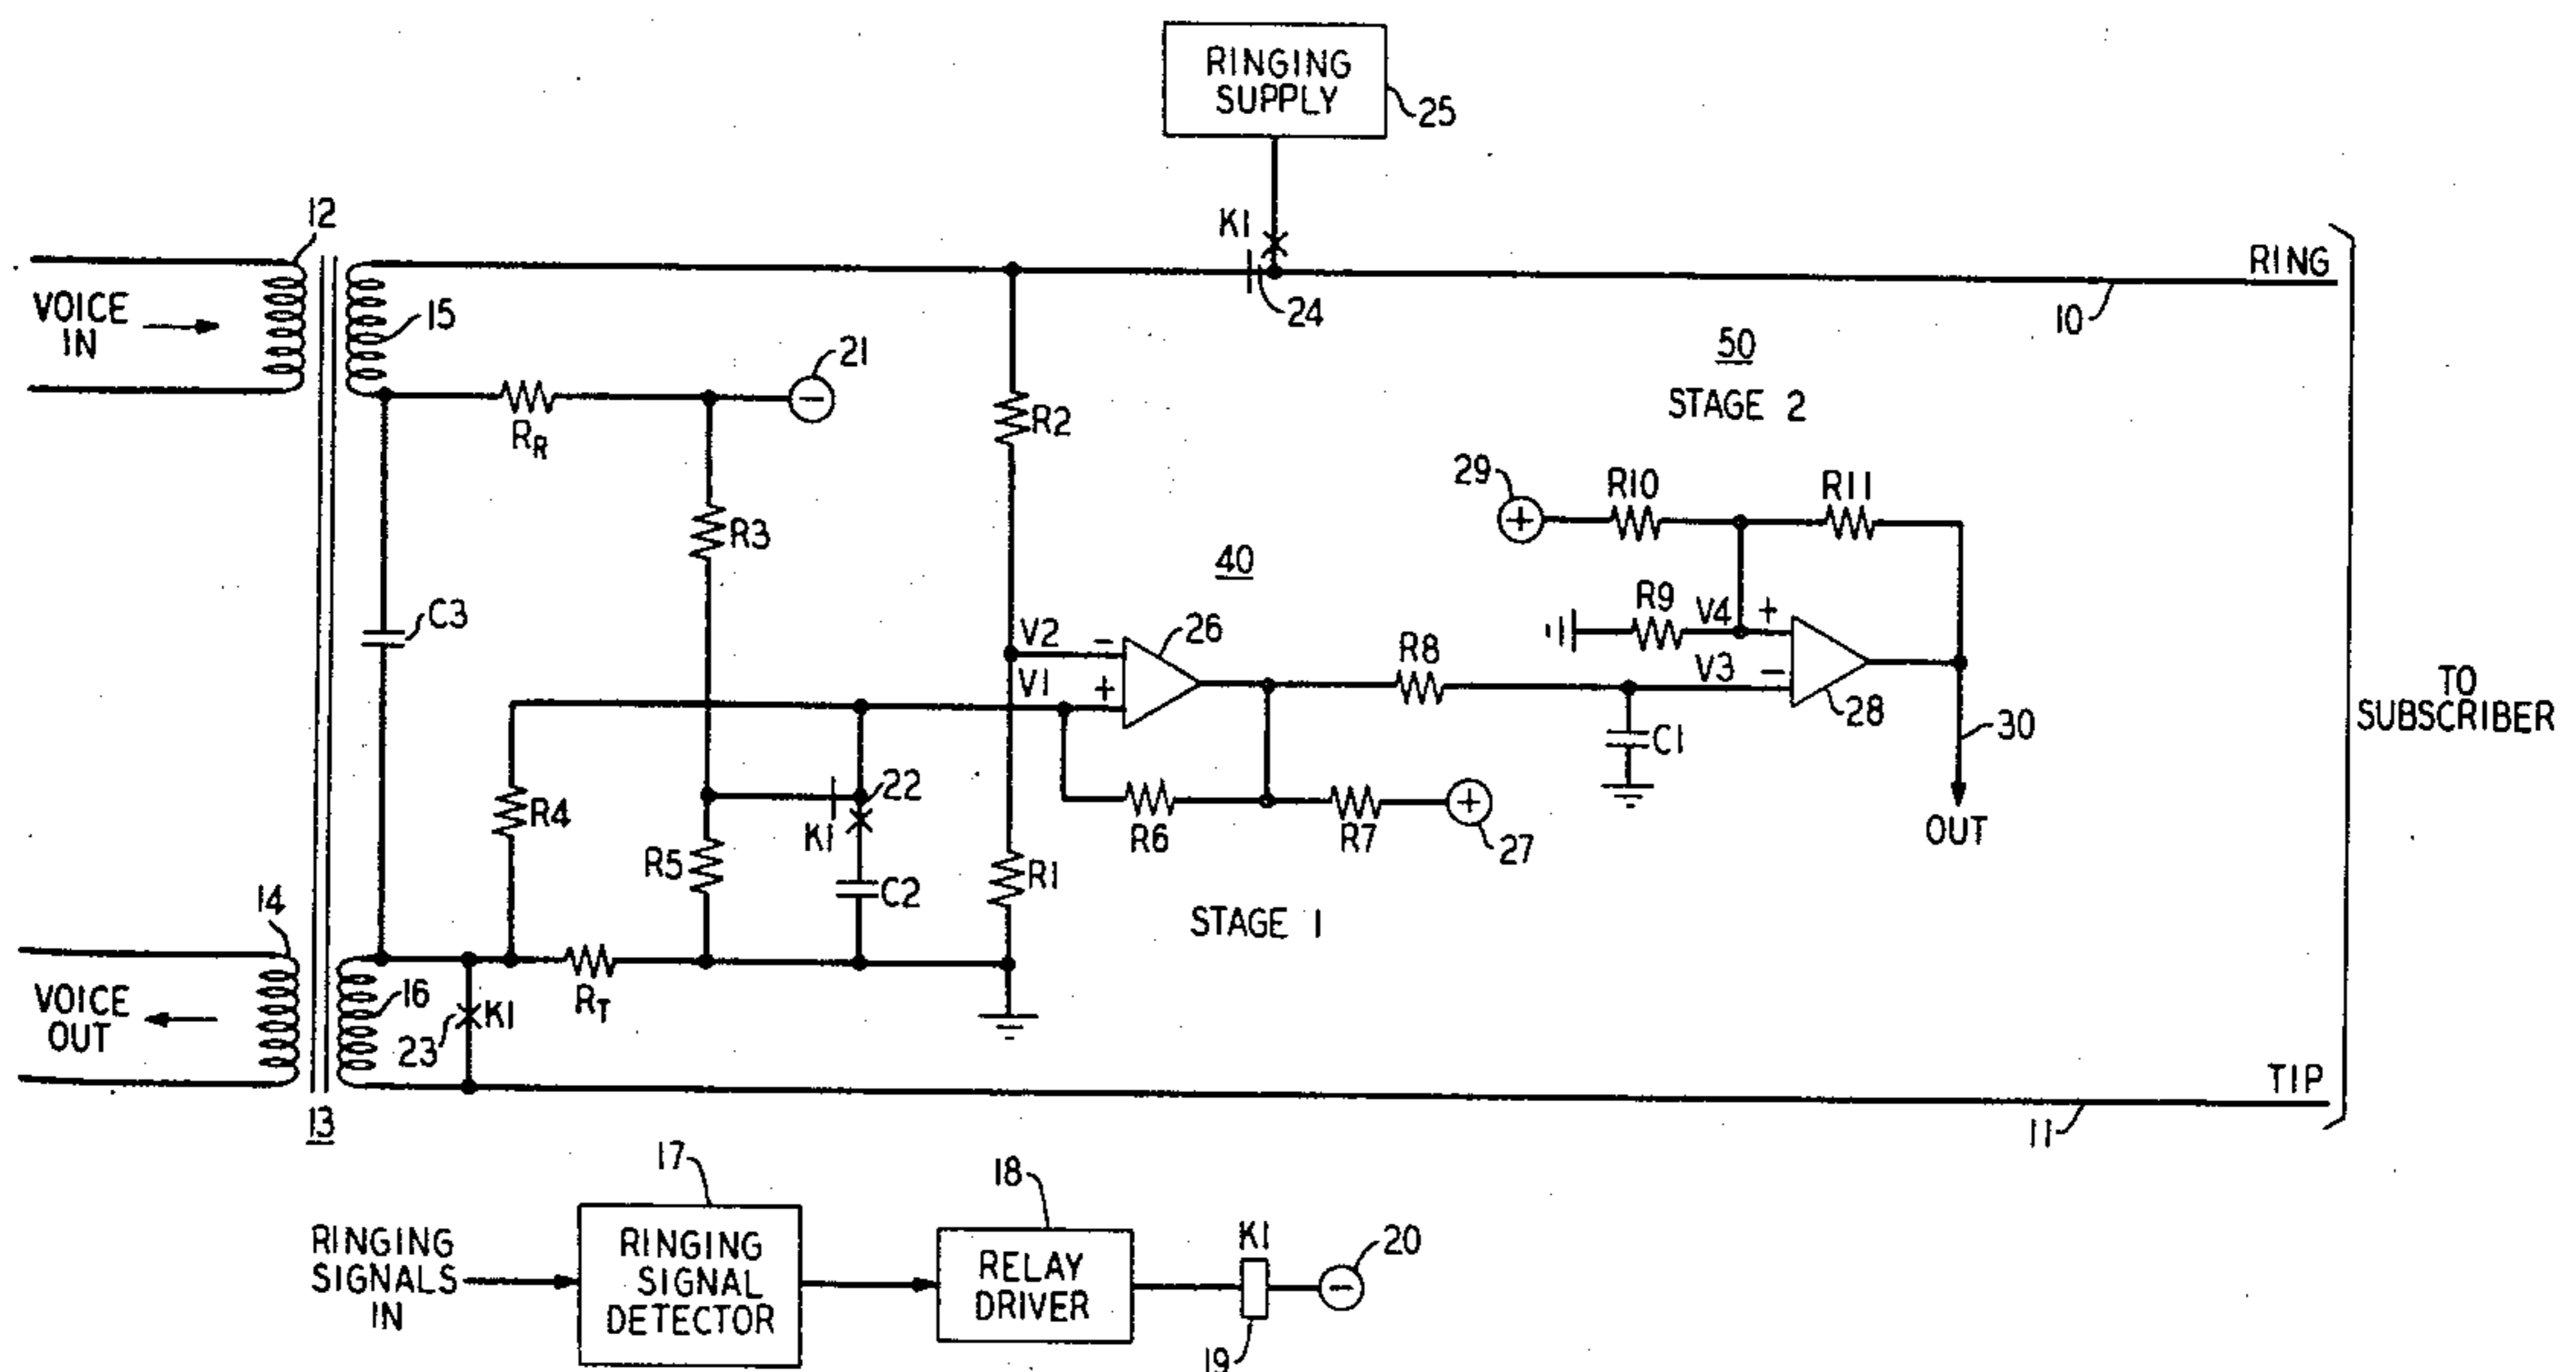 RINGING
SUPPLY
25
K1
24
12
VOICE
IN
15
RING
10
21
−
R_R
R2
50
STAGE 2
R3
29
+
R10
R11
40
C3
R9
V4
+
V2
−
26
V1
+
R8
V3
−
28
30
TO
SUBSCRIBER
C1
22
R4
K1
R6
R7
+
27
OUT
R5
C2
R1
STAGE 1
14
VOICE
OUT
16
K1
23
R_T
TIP
11
13
17
18
RINGING
SIGNALS
IN
RINGING
SIGNAL
DETECTOR
RELAY
DRIVER
K1
20
−
19